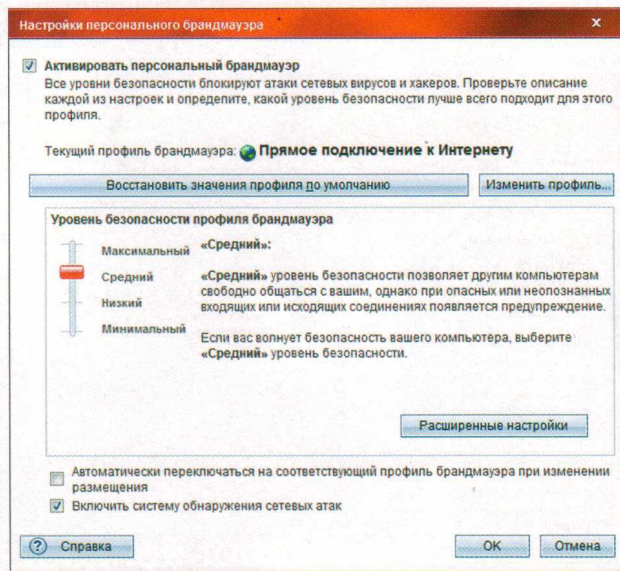 Настройки персонального брандмауэра
x
Активировать персональный брандмауэр
Все уровни безопасности блокируют атаки сетевых вирусов и хакеров. Проверьте описание
каждой из настроек и определите, какой уровень безопасности лучше всего подходит для этого
профиля.
Текущий профиль брандмауэра: Прямое подключение к Интернету
Восстановить значения профиля по умолчанию
Изменить профиль...
Уровень безопасности профиля брандмауэра
Максимальный
Средний
Низкий
Минимальный
«Средний»:
«Средний» уровень безопасности позволяет другим компьютерам
свободно общаться с вашим, однако при опасных или неопознанных
входящих или исходящих соединениях появляется предупреждение.
Если вас волнует безопасность вашего компьютера, выберите
«Средний» уровень безопасности.
Расширенные настройки
Автоматически переключаться на соответствующий профиль брандмауэра при изменении
размещения
Включить систему обнаружения сетевых атак
? Справка
OK
Отмена